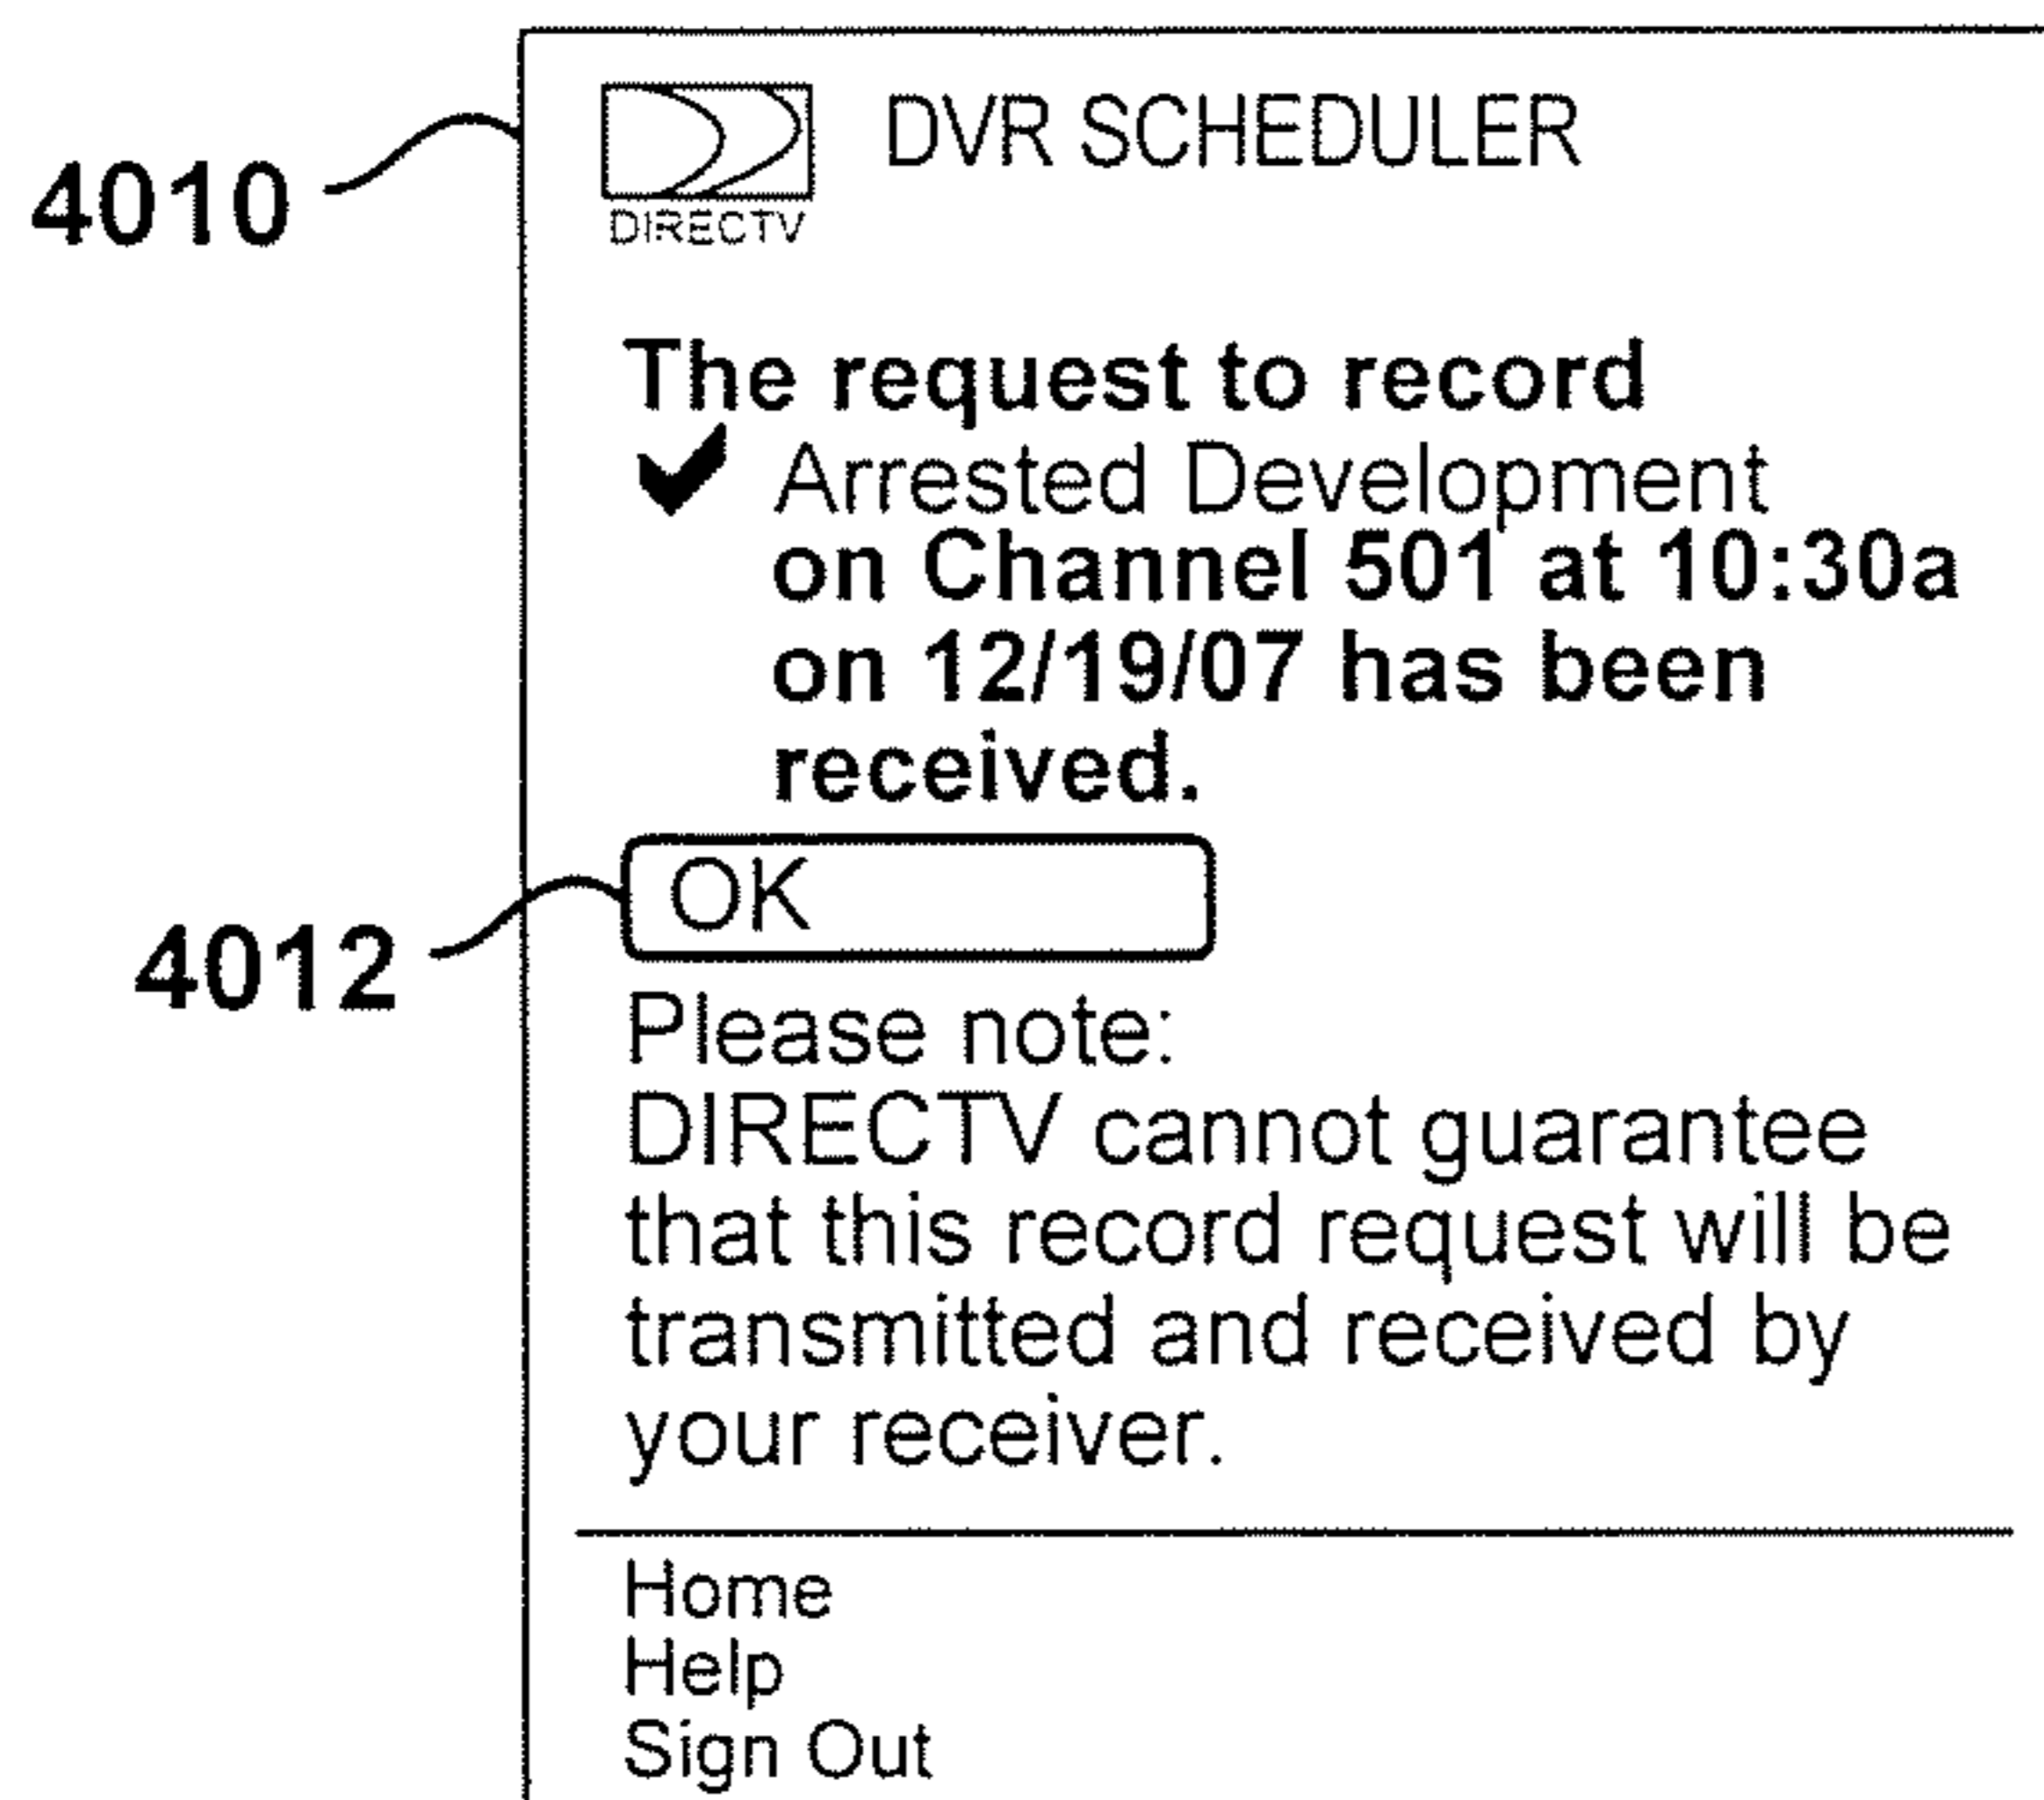 4010
DVR SCHEDULER
DIRECTV
The request to record
Arrested Development
on Channel 501 at 10:30a
on 12/19/07 has been
received.
OK
4012
Please note:
DIRECTV cannot guarantee
that this record request will be
transmitted and received by
your receiver.
Home
Help
Sign Out